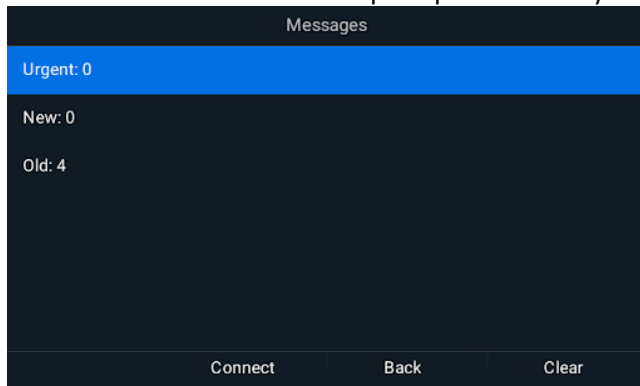 Messages
Urgent: 0
New: 0
Old: 4
Connect Back Clear